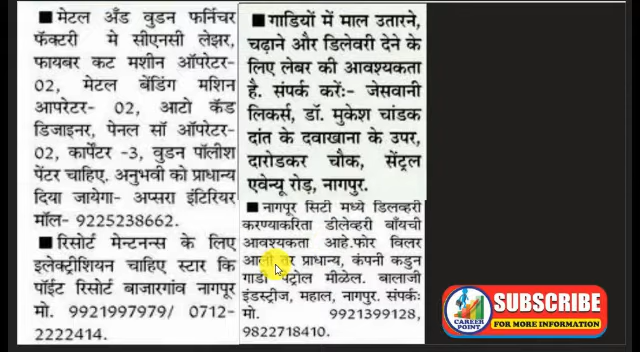 ■ मेटल अँड वुडन फर्निचर
फॅक्टरी मे सीएनसी लेझर,
फायबर कट मशीन ऑपरेटर-
02, मेटल बेंडिंग मशिन
आपरेटर- 02, आटो कॅड
डिजाइनर, पेनल सॉ ऑपरेटर-
02, कार्पेंटर -3, वुडन पॉलीश
पेंटर चाहिए. अनुभवी को प्राधान्य
दिया जायेगा- अप्सरा इंटिरियर
मॉल- 9225238662.
■ रिसोर्ट मेन्टनन्स के लिए
इलेक्ट्रीशियन चाहिए स्टार कि
पॉईंट रिसोर्ट बाजारगांव नागपूर
मो. 9921997979/ 0712-
2222414.
■ गाडियों में माल उतारने,
चढ़ाने और डिलेवरी देने के
लिए लेबर की आवश्यकता
है. संपर्क करें:- जेसवानी
लिकर्स, डॉ. मुकेश चांडक
दांत के दवाखाना के उपर,
दारोडकर चौक, सेंट्रल
एवेन्यू रोड़, नागपुर.
■ नागपूर सिटी मध्ये डिलव्हरी
करण्याकरिता डीलेव्हरी बाँयची
आवश्यकता आहे.फोर विलर
आली तर प्राधान्य, कंपनी कडुन
गाडी पेट्रोल मीळेल. बालाजी
इंडस्ट्रीज, महाल, नागपुर. संपर्कः
मो. 9921399128,
9822718410.
CAREER
POINT
SUBSCRIBE
FOR MORE INFORMATION